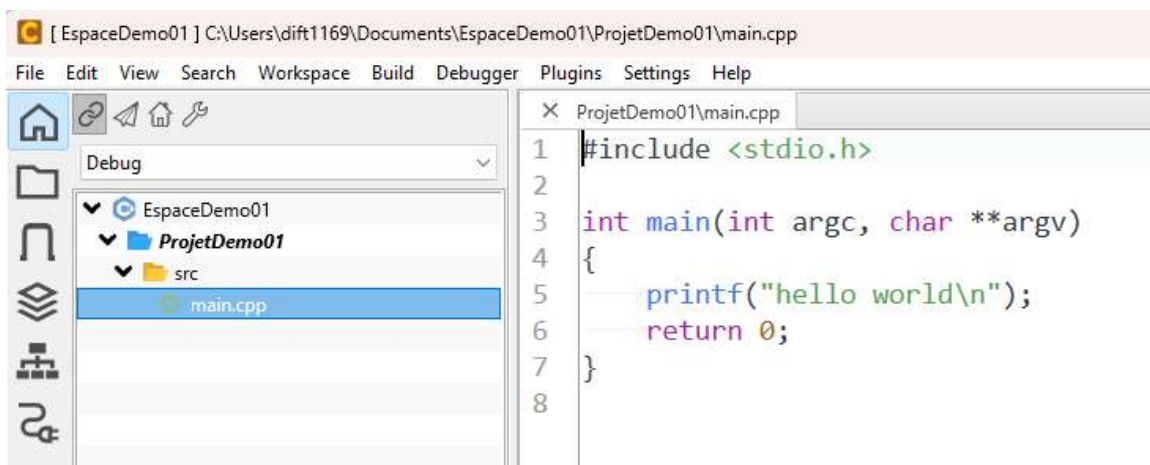 [ EspaceDemo01 ] C:\Users\dift1169\Documents\EspaceDemo01\ProjetDemo01\main.cpp
File Edit View Search Workspace Build Debugger Plugins Settings Help
Debug
EspaceDemo01
ProjetDemo01
src
main.cpp
ProjetDemo01\main.cpp
1 #include <stdio.h>
2
3 int main(int argc, char **argv)
4 {
5 printf("hello world\n");
6 return 0;
7 }
8